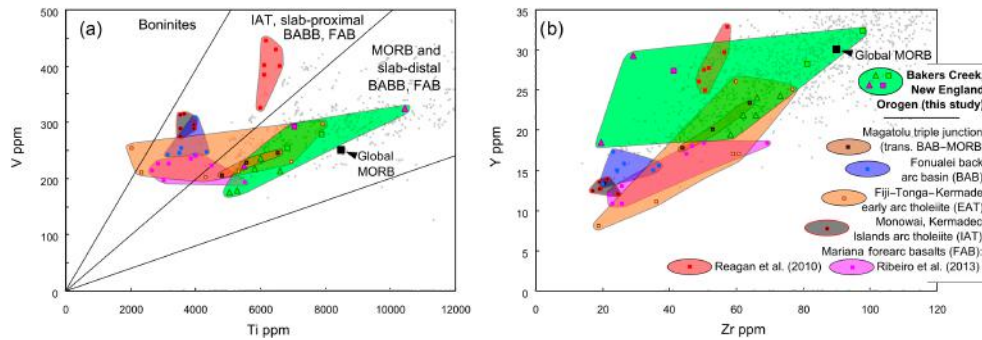 (a)
Boninites
IAT, slab-proximal
BABB, FAB
MORB and
slab-distal
BABB, FAB
Global
MORB
V ppm
500
400
300
200
100
0
0
2000
4000
6000
8000
10000
12000
Ti ppm
(b)
Global MORB
Bakers Creek,
New England
Orogen (this study)
Magatolu triple junction
(trans. BAB-MORB
Fonualei back
arc basin (BAB)
Fiji-Tonga-Kermade
early arc tholeiite (EAT)
Monowai, Kermadec
Islands arc tholeiite (IAT)
Mariana forearc basalts (FAB):
Reagan et al. (2010)
Ribeiro et al. (2013)
Y ppm
35
30
25
20
15
10
5
0
0
20
40
60
80
100
120
Zr ppm